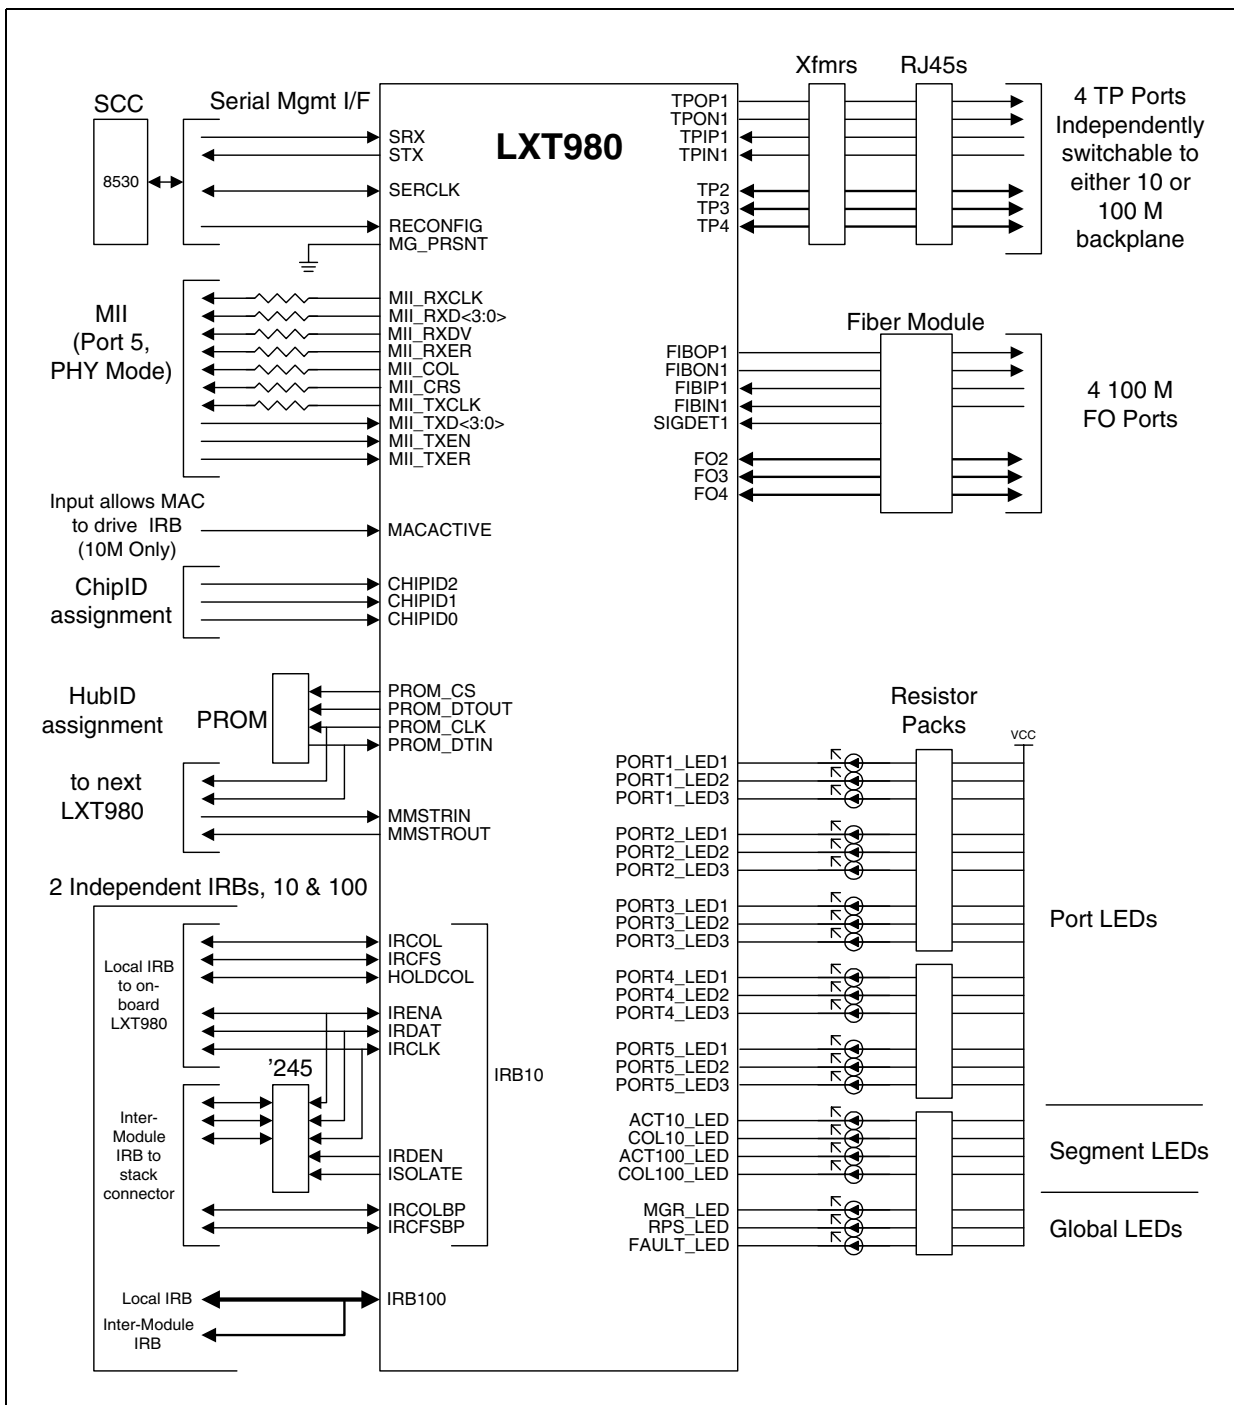 SCC
8530
Serial Mgmt I/F
SRX
STX
SERCLK
RECONFIG
MG_PRSNT
MII
(Port 5,
PHY Mode)
MII_RXCLK
MII_RXD<3:0>
MII_RXDV
MII_RXER
MII_COL
MII_CRS
MII_TXCLK
MII_TXD<3:0>
MII_TXEN
MII_TXER
Input allows MAC
to drive IRB
(10M Only)
MACACTIVE
ChipID
assignment
CHIPID2
CHIPID1
CHIPID0
HubID
assignment
PROM
PROM_CS
PROM_DTOUT
PROM_CLK
PROM_DTIN
to next
LXT980
MMSTRIN
MMSTROUT
2 Independent IRBs, 10 & 100
Local IRB
to on-
board
LXT980
IRCOL
IRCFS
HOLDCOL
IRENA
IRDAT
IRCLK
'245
IRB10
Inter-
Module
IRB to
stack
connector
IRDEN
ISOLATE
IRCOLBP
IRCFSBP
Local IRB
Inter-Module
IRB
IRB100
LXT980
Xfmrs
RJ45s
TPOP1
TPON1
TPIP1
TPIN1
TP2
TP3
TP4
4 TP Ports
Independently
switchable to
either 10 or
100 M
backplane
Fiber Module
FIBOP1
FIBON1
FIBIP1
FIBIN1
SIGDET1
FO2
FO3
FO4
4 100 M
FO Ports
Resistor
Packs
VCC
PORT1_LED1
PORT1_LED2
PORT1_LED3
PORT2_LED1
PORT2_LED2
PORT2_LED3
PORT3_LED1
PORT3_LED2
PORT3_LED3
PORT4_LED1
PORT4_LED2
PORT4_LED3
PORT5_LED1
PORT5_LED2
PORT5_LED3
Port LEDs
ACT10_LED
COL10_LED
ACT100_LED
COL100_LED
Segment LEDs
MGR_LED
RPS_LED
FAULT_LED
Global LEDs